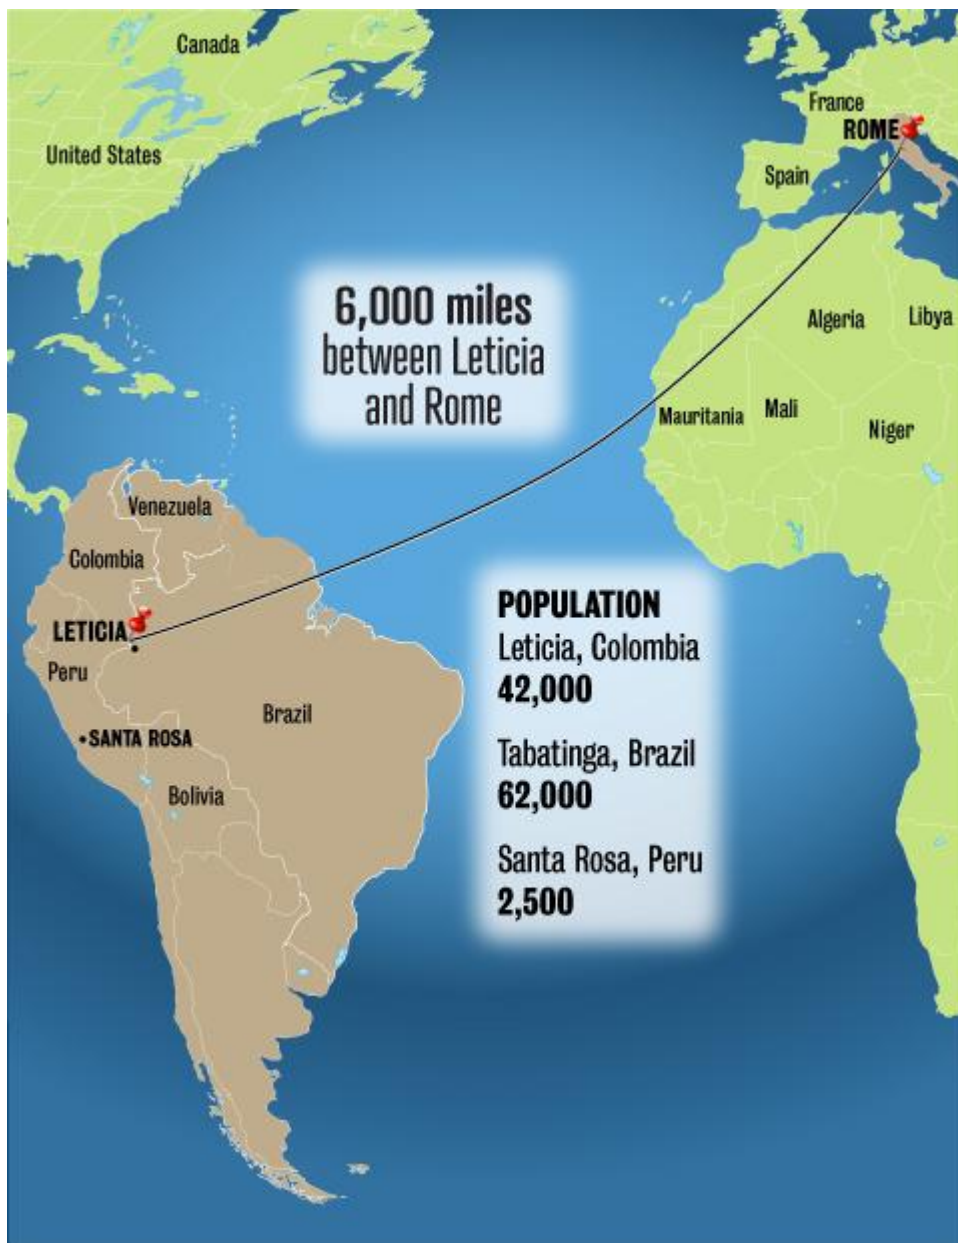 Canada
United States
France
ROME
Spain
6,000 miles
between Leticia
and Rome
Algeria
Libya
Mauritania
Mali
Niger
Venezuela
Colombia
LETICIA
Peru
Brazil
SANTA ROSA
Bolivia
POPULATION
Leticia, Colombia
42,000
Tabatinga, Brazil
62,000
Santa Rosa, Peru
2,500